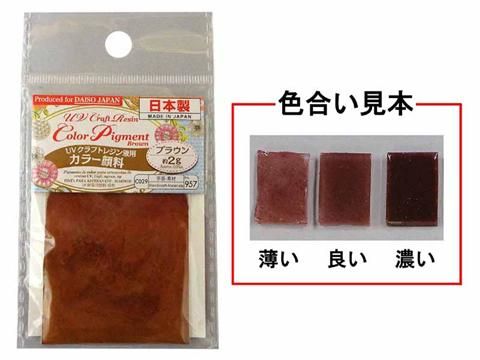 Produced for DAISO JAPAN
日本製
MADE IN JAPAN
UV Craft Resin
Color Pigment
Brown
UVクラフトレジン液用
カラー顔料
ブラウン
約2g
C029
957
色合い見本
薄い
良い
濃い